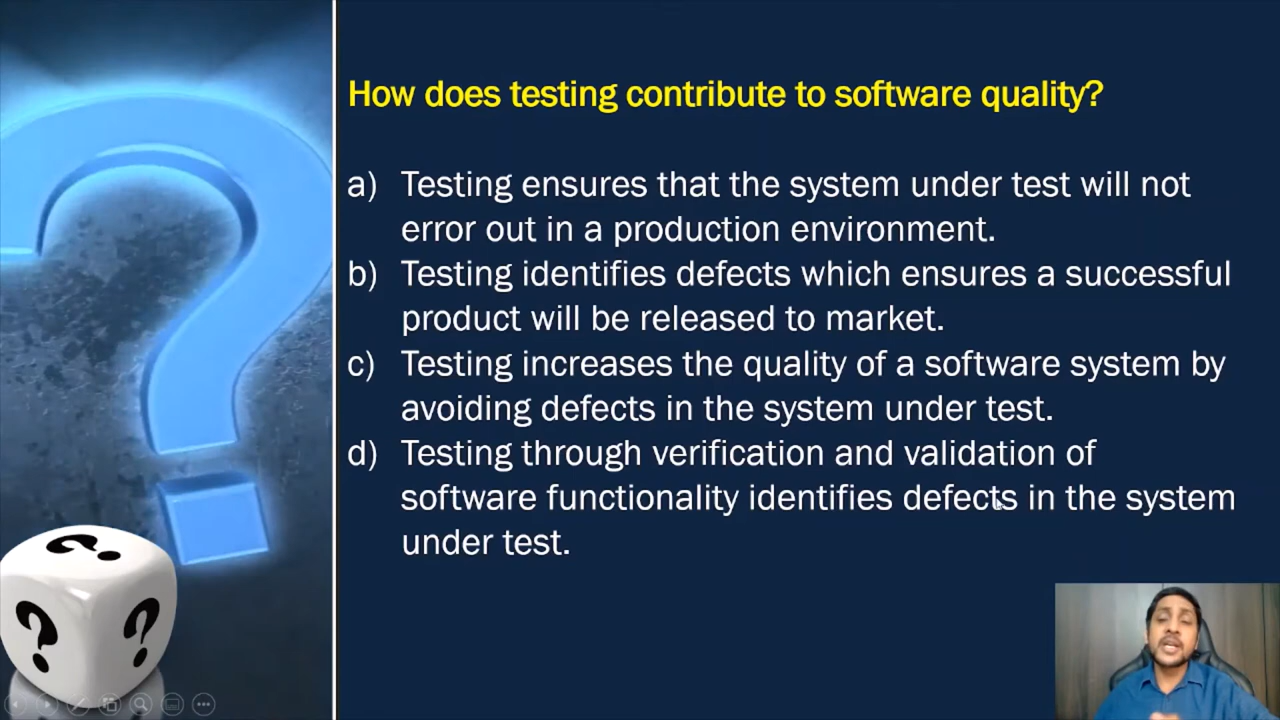 How does testing contribute to software quality?
a) Testing ensures that the system under test will not
error out in a production environment.
b) Testing identifies defects which ensures a successful
product will be released to market.
c) Testing increases the quality of a software system by
avoiding defects in the system under test.
d) Testing through verification and validation of
software functionality identifies defects in the system
under test.